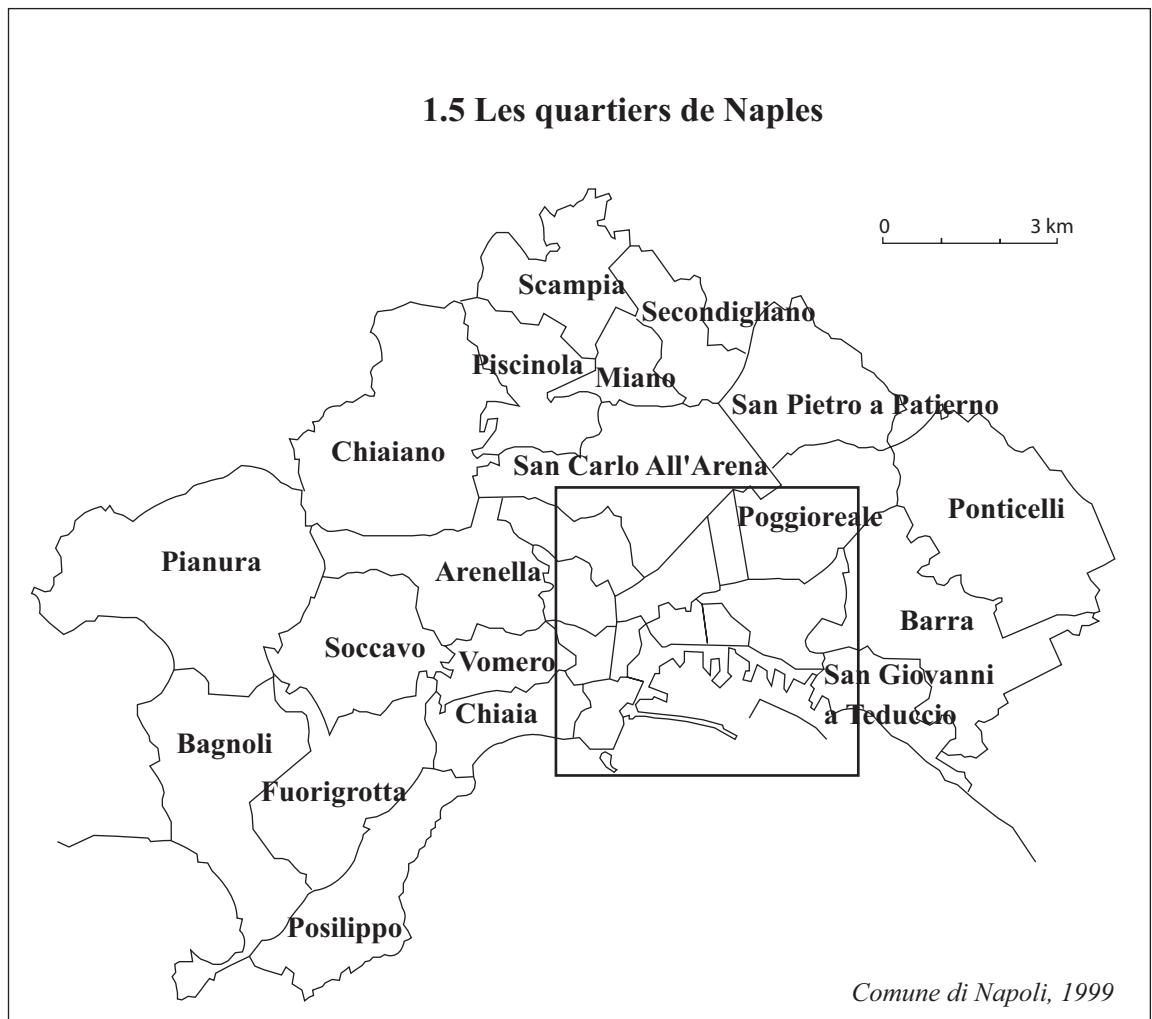 1.5 Les quartiers de Naples
0 3 km
Scampia
Secondigliano
Piscinola
Miano
San Pietro a Patierno
Chiaiano
San Carlo All'Arena
Ponticelli
Poggioreale
Pianura
Arenella
Barra
Soccavo
Vomero
San Giovanni
a Teduccio
Chiaia
Bagnoli
Fuorigrotta
Posilippo
Comune di Napoli, 1999